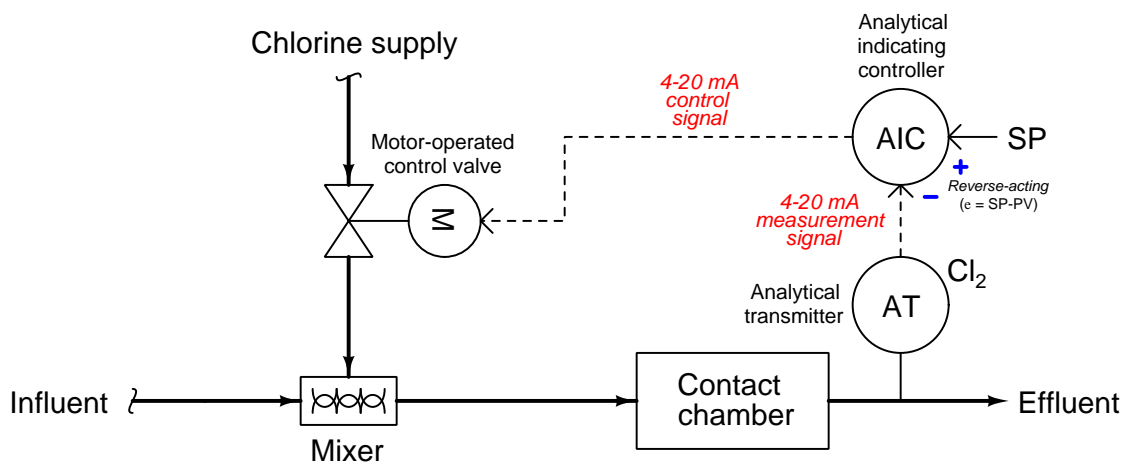 Chlorine supply
Analytical
indicating
controller
4-20 mA
control
signal
Motor-operated
control valve
AIC
SP
+
Reverse-acting
(e = SP-PV)
−
M
4-20 mA
measurement
signal
Cl2
Analytical
transmitter
AT
Influent
Mixer
Contact
chamber
Effluent